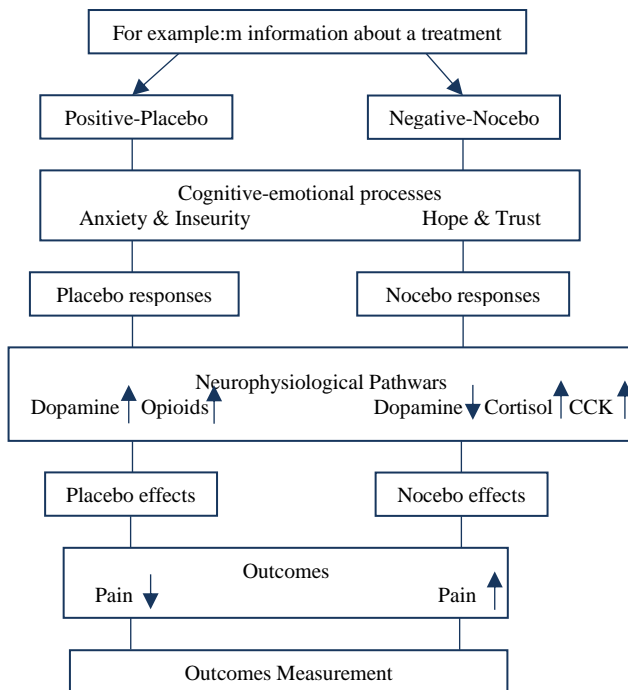 For example:m information about a treatment
Positive-Placebo
Negative-Nocebo
Cognitive-emotional processes
Anxiety & Inseurity
Hope & Trust
Placebo responses
Nocebo responses
Neurophysiological Pathwars
Dopamine Opioids
Dopamine Cortisol CCK
Placebo effects
Nocebo effects
Outcomes
Pain
Pain
Outcomes Measurement